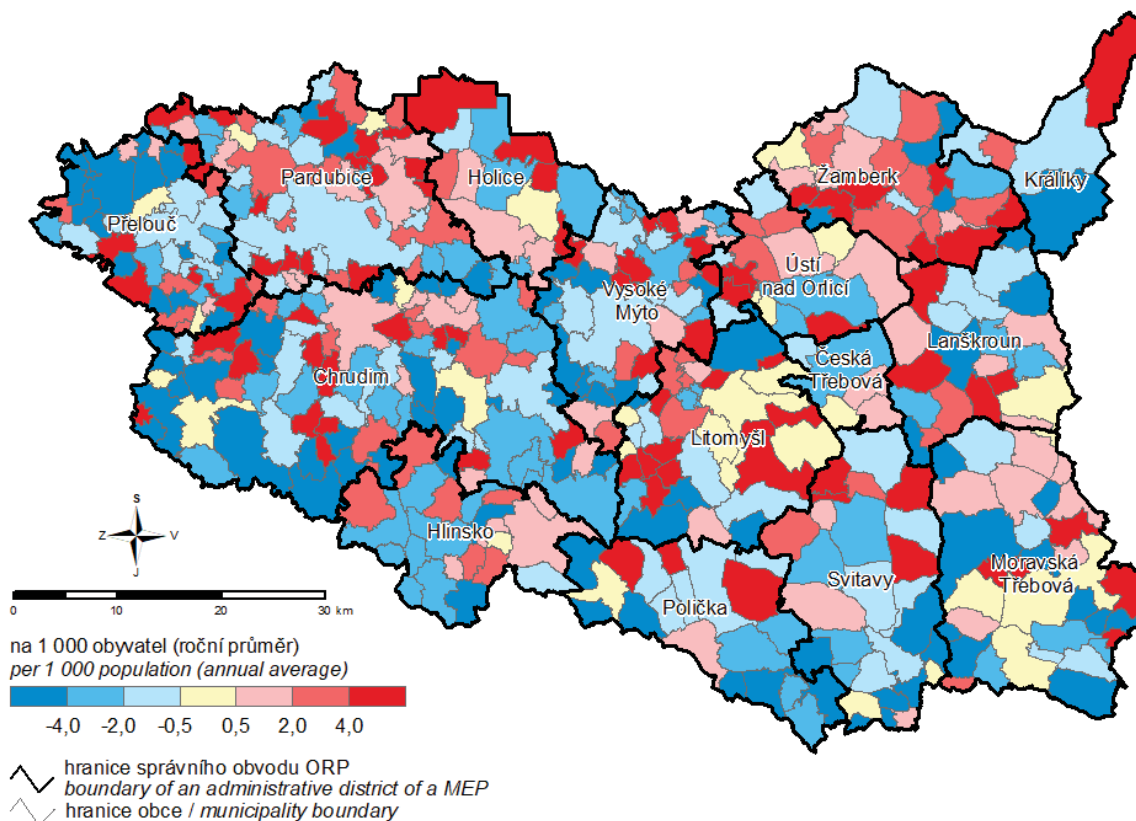 Pardubice
Holice
Přelouč
Žamberk
Králíky
Ústí
nad Orlicí
Vysoké
Mýto
Česká
Třebová
Lanškroun
Chrudim
Litomyšl
Hlinsko
Polička
Svitavy
Moravská
Třebová
S
Z V
J
0 10 20 30 km
na 1 000 obyvatel (roční průměr)
per 1 000 population (annual average)
-4,0 -2,0 -0,5 0,5 2,0 4,0
hranice správního obvodu ORP
boundary of an administrative district of a MEP
hranice obce / municipality boundary